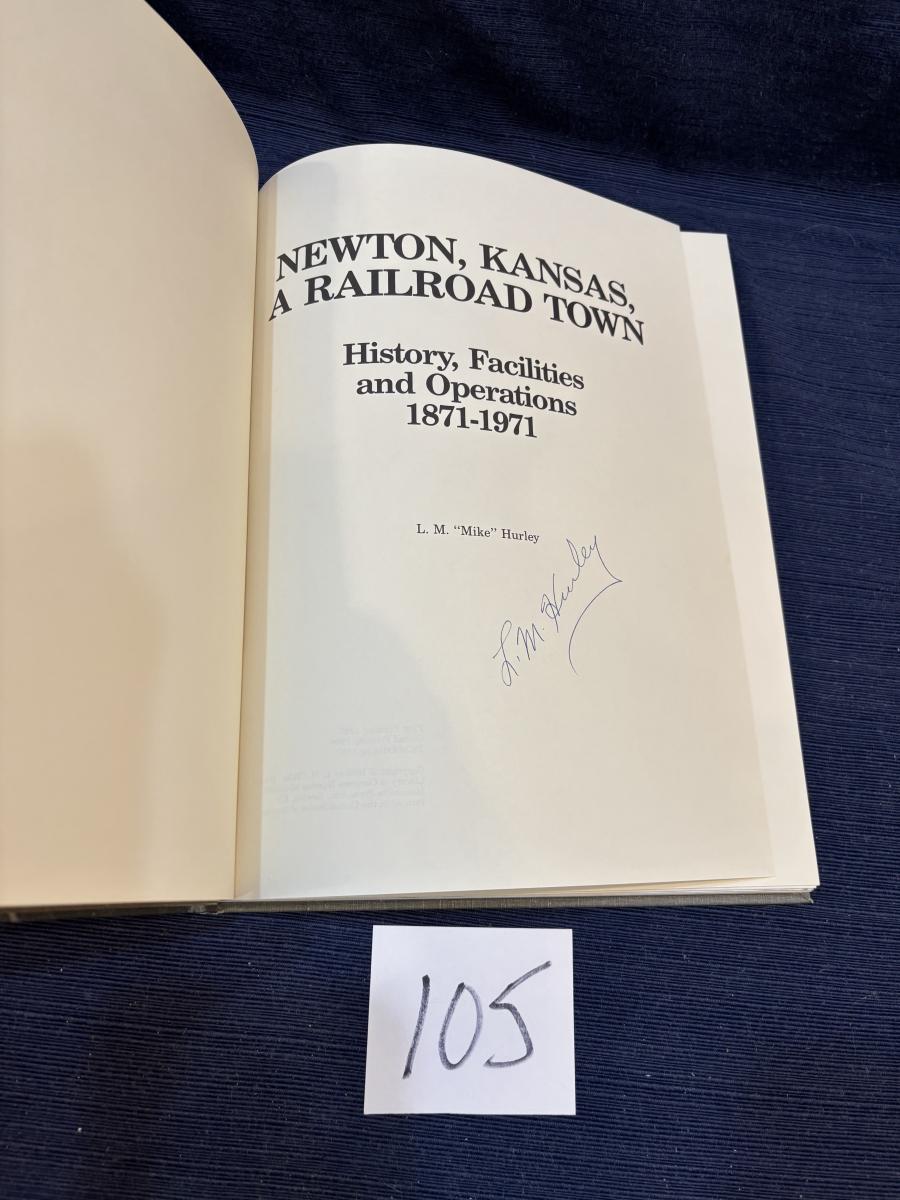 NEWTON, KANSAS,
A RAILROAD TOWN
History, Facilities
and Operations
1871-1971
L. M. “Mike” Hurley
L. M. Hurley
105